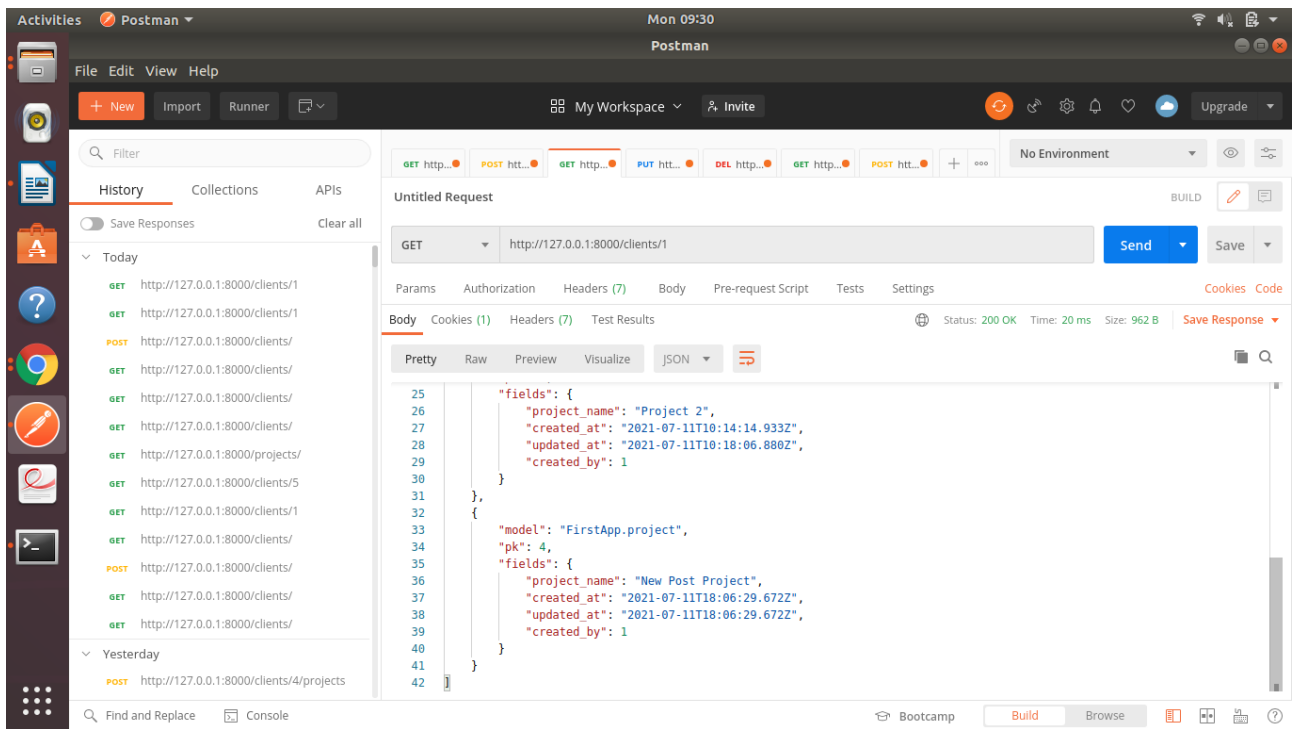 Activities Postman Mon 09:30
Postman
File Edit View Help
+ New Import Runner My Workspace Invite Upgrade
Filter
History Collections APIs
Save Responses Clear all
Today
GET http://127.0.0.1:8000/clients/1
GET http://127.0.0.1:8000/clients/1
POST http://127.0.0.1:8000/clients/
GET http://127.0.0.1:8000/clients/
GET http://127.0.0.1:8000/clients/
GET http://127.0.0.1:8000/clients/
GET http://127.0.0.1:8000/projects/
GET http://127.0.0.1:8000/clients/5
GET http://127.0.0.1:8000/clients/1
GET http://127.0.0.1:8000/clients/
POST http://127.0.0.1:8000/clients/
GET http://127.0.0.1:8000/clients/
GET http://127.0.0.1:8000/clients/
Yesterday
POST http://127.0.0.1:8000/clients/4/projects
GET http... POST htt... GET http... PUT htt... DEL http... GET http... POST htt... No Environment
Untitled Request BUILD
GET http://127.0.0.1:8000/clients/1 Send Save
Params Authorization Headers (7) Body Pre-request Script Tests Settings Cookies Code
Body Cookies (1) Headers (7) Test Results Status: 200 OK Time: 20 ms Size: 962 B Save Response
Pretty Raw Preview Visualize JSON
25 "fields": {
26 "project_name": "Project 2",
27 "created_at": "2021-07-11T10:14:14.933Z",
28 "updated_at": "2021-07-11T10:18:06.880Z",
29 "created_by": 1
30 }
31 },
32 {
33 "model": "FirstApp.project",
34 "pk": 4,
35 "fields": {
36 "project_name": "New Post Project",
37 "created_at": "2021-07-11T18:06:29.672Z",
38 "updated_at": "2021-07-11T18:06:29.672Z",
39 "created_by": 1
40 }
41 }
42 ]
Find and Replace Console Bootcamp Build Browse